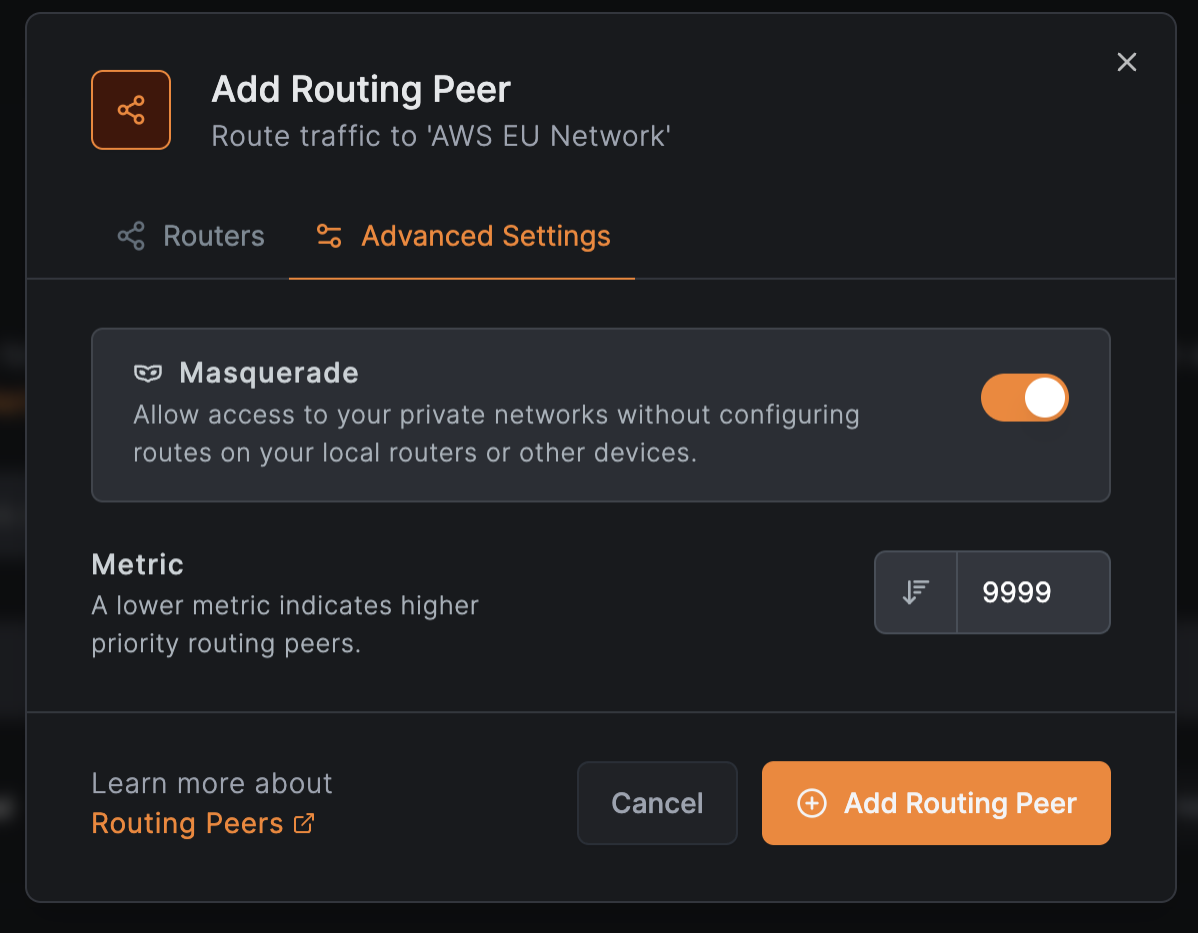 Add Routing Peer
Route traffic to 'AWS EU Network'
Routers
Advanced Settings
Masquerade
Allow access to your private networks without configuring
routes on your local routers or other devices.
Metric
A lower metric indicates higher
priority routing peers.
9999
Learn more about
Routing Peers
Cancel
Add Routing Peer